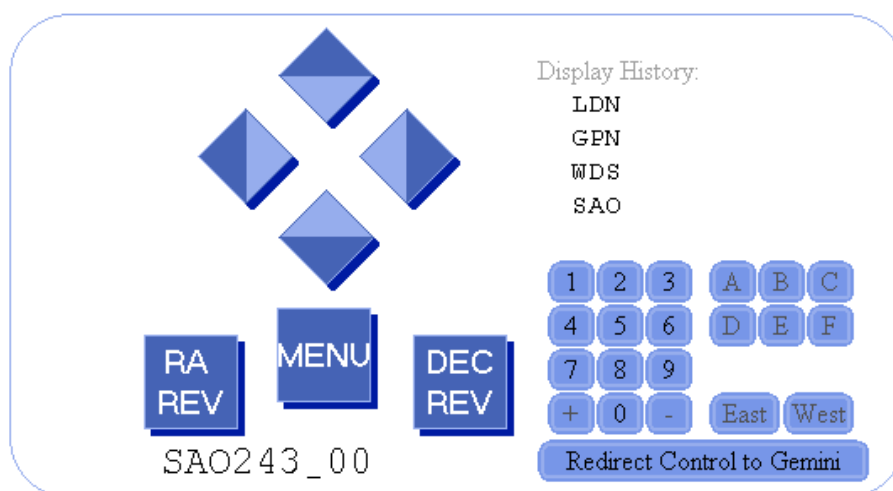 Display History:
LDN
GPN
WDS
SAO
1 2 3 A B C
4 5 6 D E F
7 8 9
+ 0 - East West
RA REV
MENU
DEC REV
SAO243_00
Redirect Control to Gemini